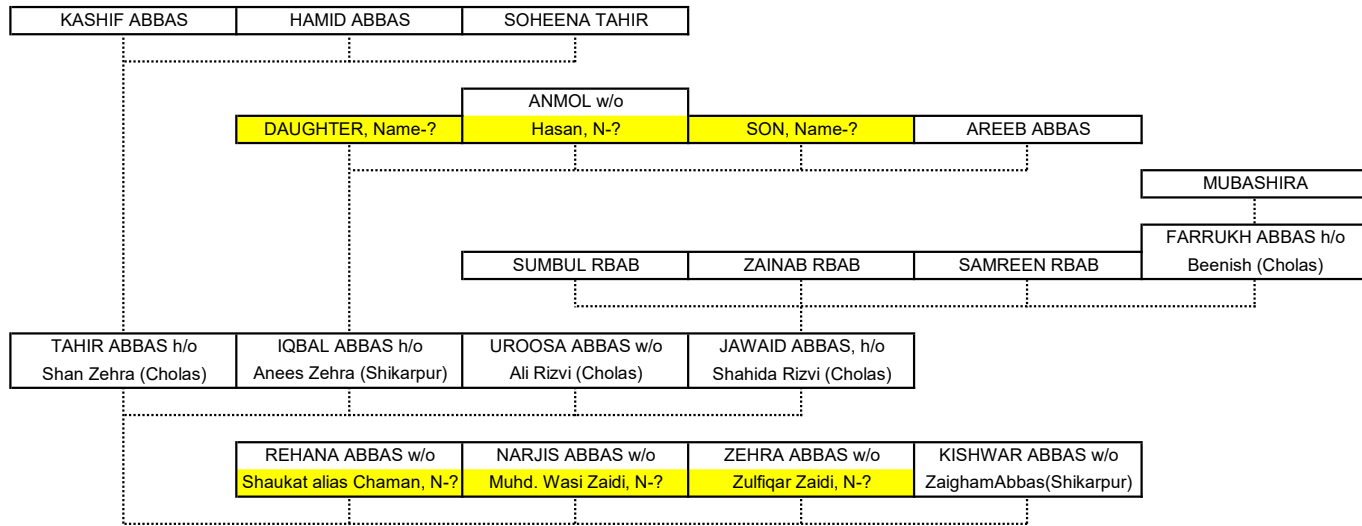 KASHIF ABBAS HAMID ABBAS SOHEENA TAHIR
ANMOL w/o
DAUGHTER, Name-? Hasan, N-? SON, Name-? AREEB ABBAS
MUBASHIRA
FARRUKH ABBAS h/o
SUMBUL RBAB ZAINAB RBAB SAMREEN RBAB Beenish (Cholas)
TAHIR ABBAS h/o IQBAL ABBAS h/o UROOSA ABBAS w/o JAWAID ABBAS, h/o
Shan Zehra (Cholas) Anees Zehra (Shikarpur) Ali Rizvi (Cholas) Shahida Rizvi (Cholas)
REHANA ABBAS w/o NARJIS ABBAS w/o ZEHRA ABBAS w/o KISHWAR ABBAS w/o
Shaukat alias Chaman, N-? Muhd. Wasi Zaidi, N-? Zulfiqar Zaidi, N-? ZaighamAbbas(Shikarpur)